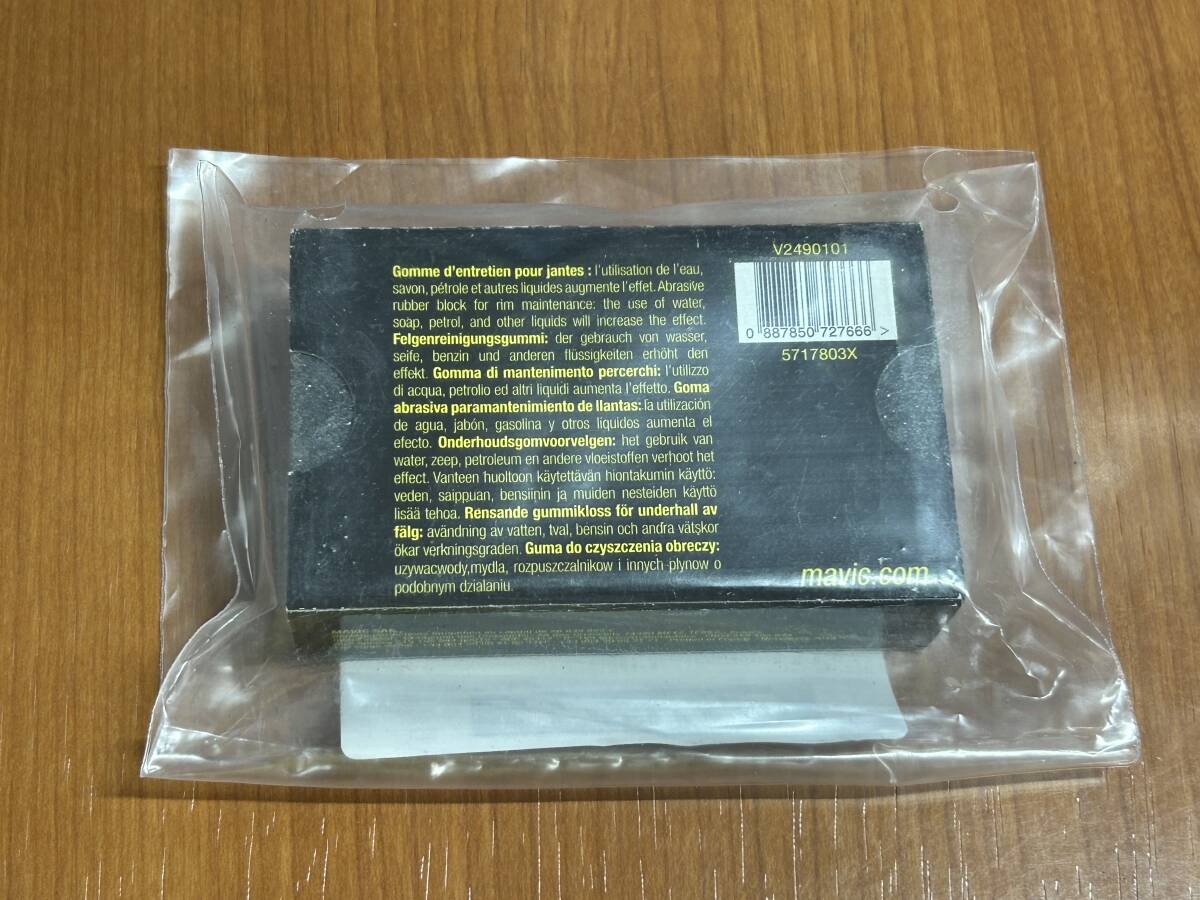 Gomme d'entretien pour jantes : l'utilisation de l'eau,
savon, pétrole et autres liquides augmente l'effet. Abrasive
rubber block for rim maintenance: the use of water,
soap, petrol, and other liquids will increase the effect.
Felgenreinigungsgummi: der gebrauch von wasser,
seife, benzin und anderen flüssigkeiten erhöht den
effekt. Gomma di mantenimento percerchi: l'utilizzo
di acqua, petrolio ed altri liquidi aumenta l'effetto. Goma
abrasiva paramantenimiento de llantas: la utilización
de agua, jabón, gasolina y otros liquides aumenta el
efecto. Onderhoudsgomvoorvelgen: het gebruik van
water, zeep, petroleum en andere vloeistoffen verhoot het
effect. Vanteen huoltoon käytettävän hiontakumin käyttö:
veden, saippuan, bensiinin ja muiden nesteiden käyttö
lisää tehoa. Rensande gummikloss för underhall av
fälg: avändning av vatten, tval, bensin och andra vätskor
ökar verkningsgraden. Guma do czyszczenia obreczy:
uzywacwody,mydla, rozpuszczalnikow i innych plynow o
podobnym dzialaniu.
V2490101
0 887850 727666 >
5717803X
mavic.com